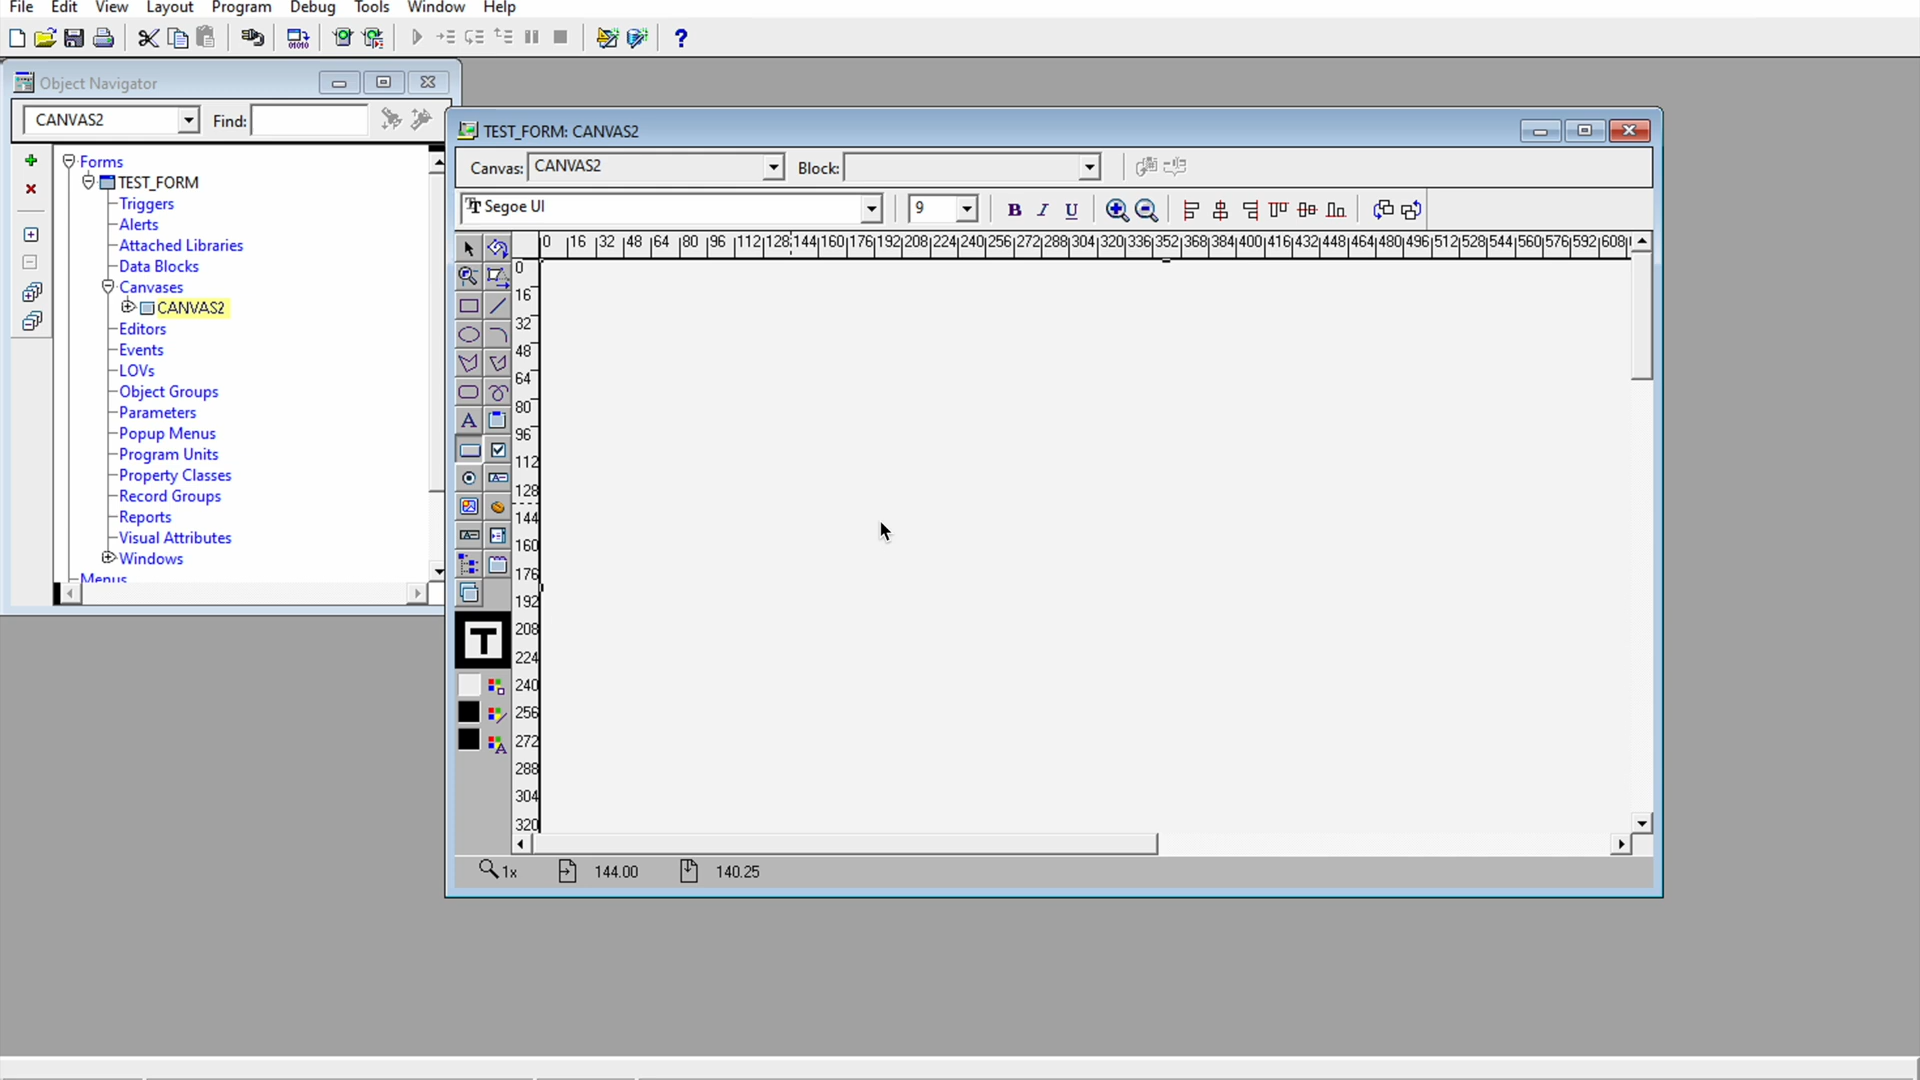 File Edit View Layout Program Debug Tools Window Help
Object Navigator
CANVAS2 Find:
Forms
TEST_FORM
Triggers
Alerts
Attached Libraries
Data Blocks
Canvases
CANVAS2
Editors
Events
LOVs
Object Groups
Parameters
Popup Menus
Program Units
Property Classes
Record Groups
Reports
Visual Attributes
Windows
Menus
TEST_FORM: CANVAS2
Canvas: CANVAS2 Block:
Segoe UI 9 B I U
0 16 32 48 64 80 96 112 128 144 160 176 192 208 224 240 256 272 288 304 320 336 352 368 384 400 416 432 448 464 480 496 512 528 544 560 576 592 608
0
16
32
48
64
80
96
112
128
144
160
176
192
208
224
240
256
272
288
304
320
A
T
1x 144.00 140.25